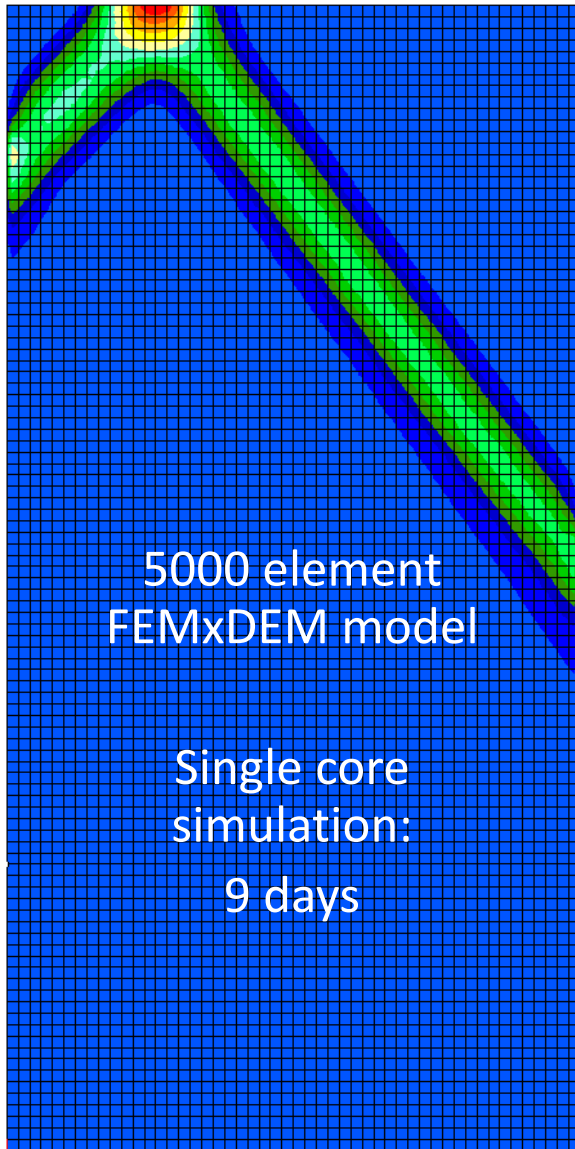 5000 element
FEMxDEM model
Single core
simulation:
9 days